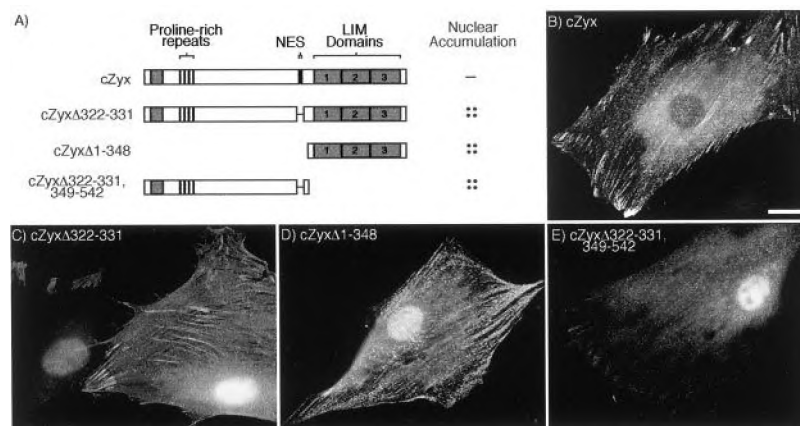 A)
Proline-rich
repeats
NES
LIM
Domains
Nuclear
Accumulation
cZyx
1 2 3
–
cZyxΔ322-331
1 2 3
cZyxΔ1-348
1 2 3
cZyxΔ322-331,
349-542
B) cZyx
C) cZyxΔ322-331
D) cZyxΔ1-348
E) cZyxΔ322-331,
349-542